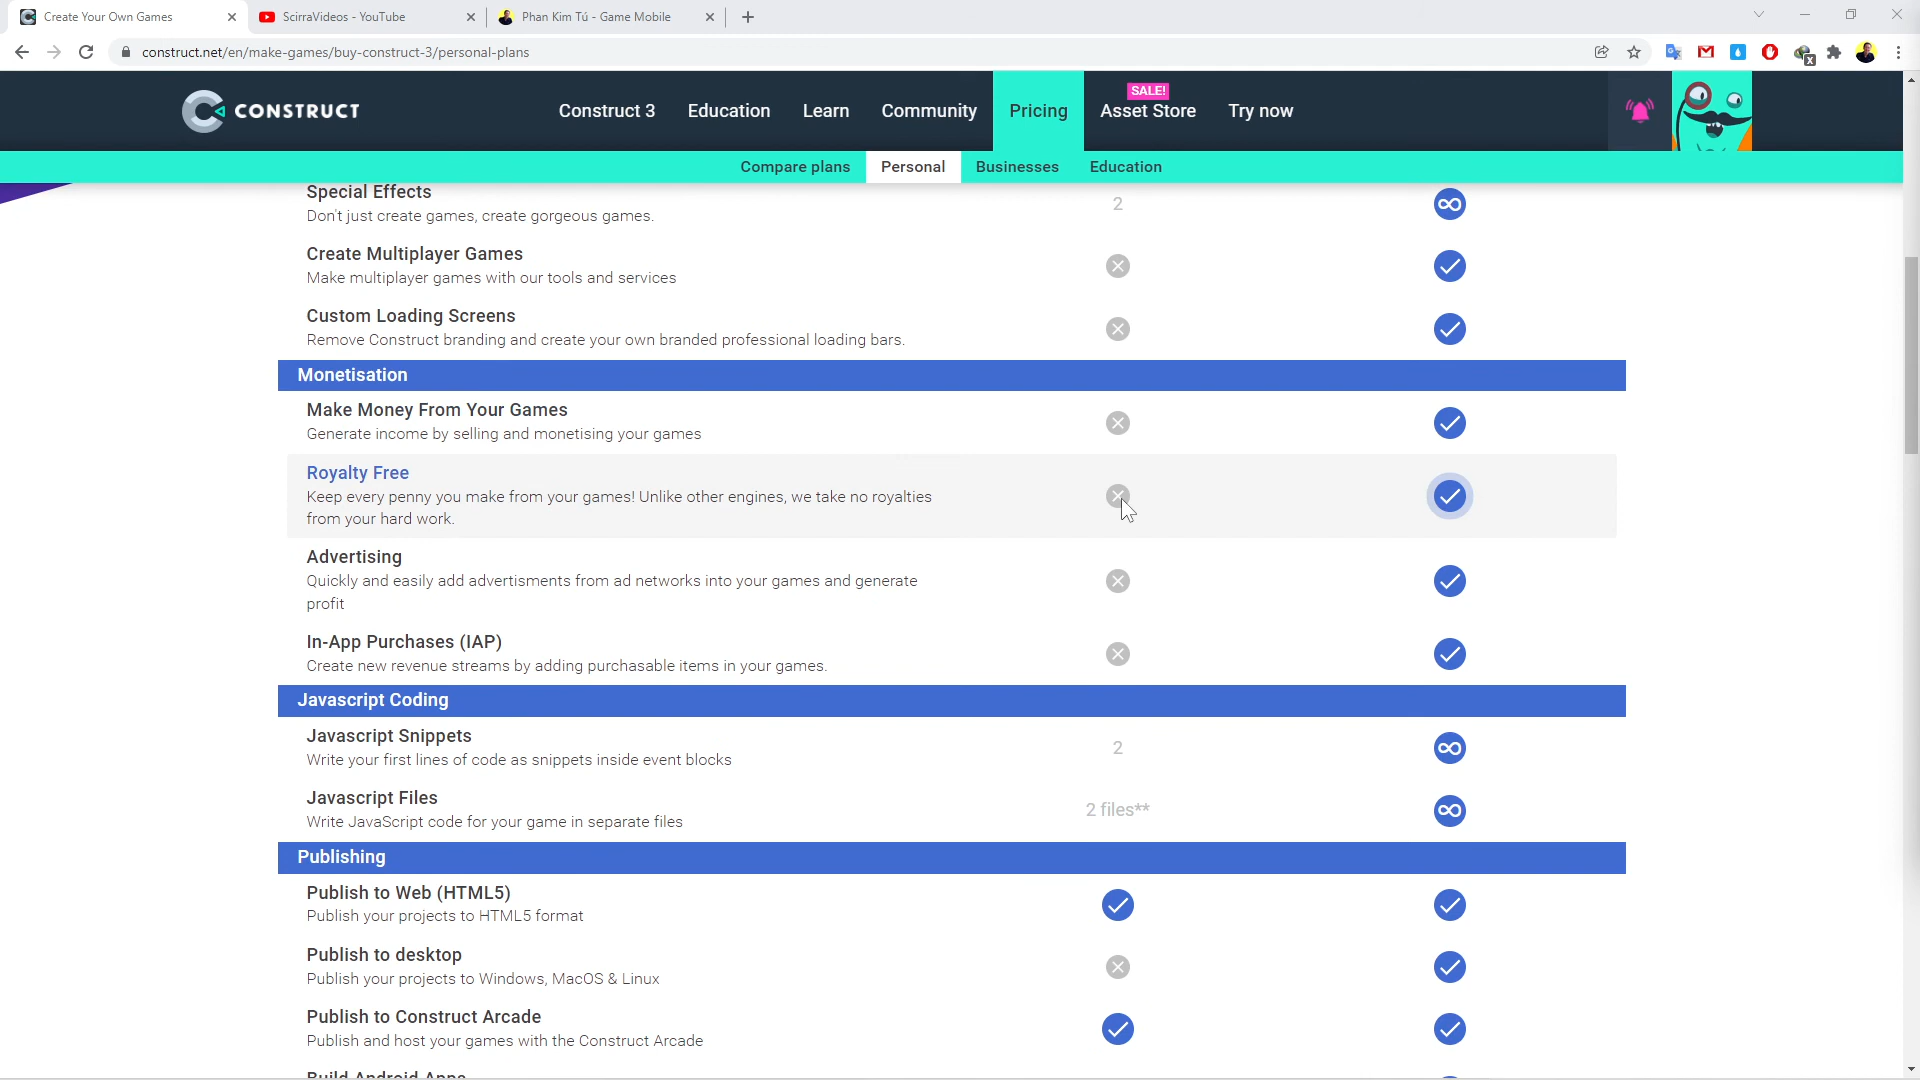 Create Your Own Games
ScirraVideos - YouTube
Phan Kim Tú - Game Mobile
construct.net/en/make-games/buy-construct-3/personal-plans
CONSTRUCT
Construct 3
Education
Learn
Community
Pricing
SALE!
Asset Store
Try now
Compare plans
Personal
Businesses
Education
Special Effects
Don't just create games, create gorgeous games.
2
Create Multiplayer Games
Make multiplayer games with our tools and services
Custom Loading Screens
Remove Construct branding and create your own branded professional loading bars.
Monetisation
Make Money From Your Games
Generate income by selling and monetising your games
Royalty Free
Keep every penny you make from your games! Unlike other engines, we take no royalties
from your hard work.
Advertising
Quickly and easily add advertisments from ad networks into your games and generate
profit
In-App Purchases (IAP)
Create new revenue streams by adding purchasable items in your games.
Javascript Coding
Javascript Snippets
Write your first lines of code as snippets inside event blocks
2
Javascript Files
Write JavaScript code for your game in separate files
2 files**
Publishing
Publish to Web (HTML5)
Publish your projects to HTML5 format
Publish to desktop
Publish your projects to Windows, MacOS & Linux
Publish to Construct Arcade
Publish and host your games with the Construct Arcade
Build Android Apps